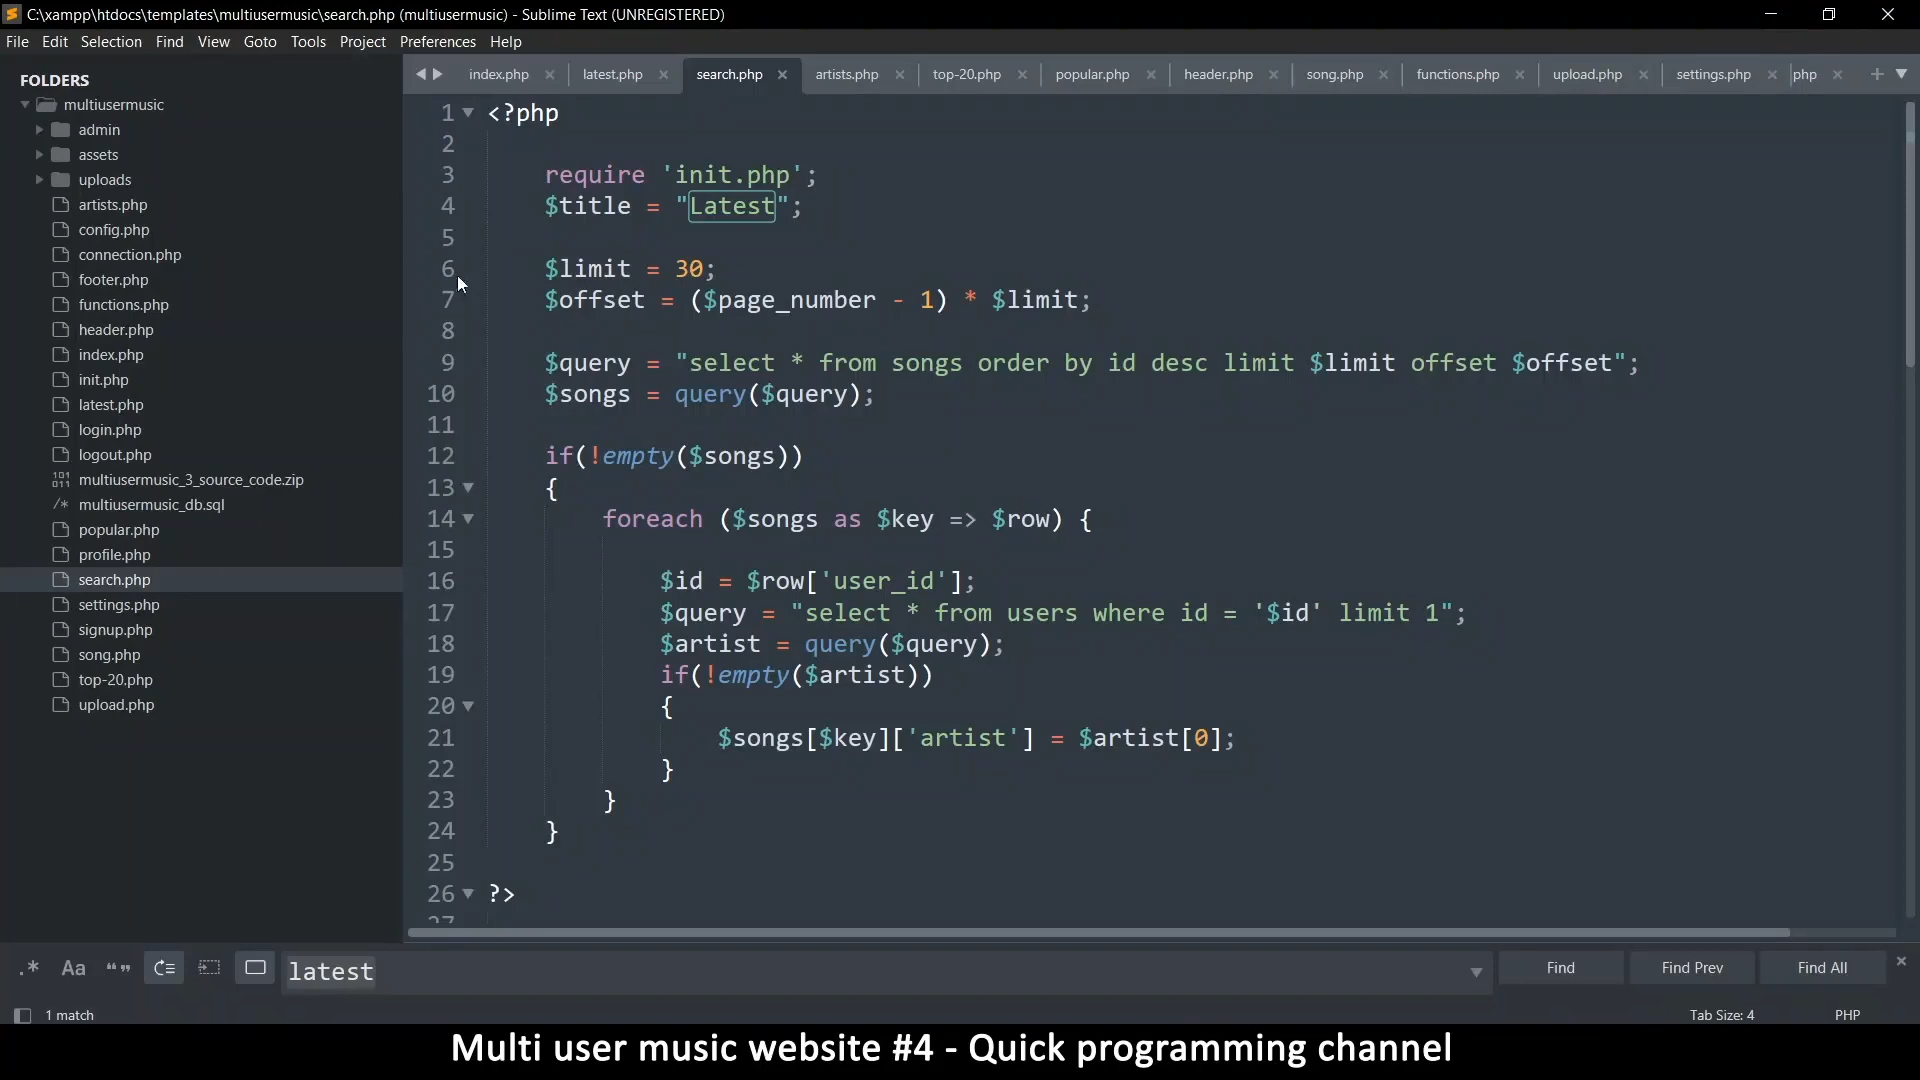 C:\xampp\htdocs\templates\multiusermusic\search.php (multiusermusic) - Sublime Text (UNREGISTERED)
File Edit Selection Find View Goto Tools Project Preferences Help
FOLDERS
multiusermusic
admin
assets
uploads
artists.php
config.php
connection.php
footer.php
functions.php
header.php
index.php
init.php
latest.php
login.php
logout.php
multiusermusic_3_source_code.zip
/* multiusermusic_db.sql
popular.php
profile.php
search.php
settings.php
signup.php
song.php
top-20.php
upload.php
index.php latest.php search.php artists.php top-20.php popular.php header.php song.php functions.php upload.php settings.php php
1 <?php
2
3 require 'init.php';
4 $title = "Latest";
5
6 $limit = 30;
7 $offset = ($page_number - 1) * $limit;
8
9 $query = "select * from songs order by id desc limit $limit offset $offset";
10 $songs = query($query);
11
12 if(!empty($songs))
13 {
14 foreach ($songs as $key => $row) {
15
16 $id = $row['user_id'];
17 $query = "select * from users where id = '$id' limit 1";
18 $artist = query($query);
19 if(!empty($artist))
20 {
21 $songs[$key]['artist'] = $artist[0];
22 }
23 }
24 }
25
26 ?>
27
.* Aa “” latest Find Find Prev Find All
1 match Tab Size: 4 PHP
Multi user music website #4 - Quick programming channel